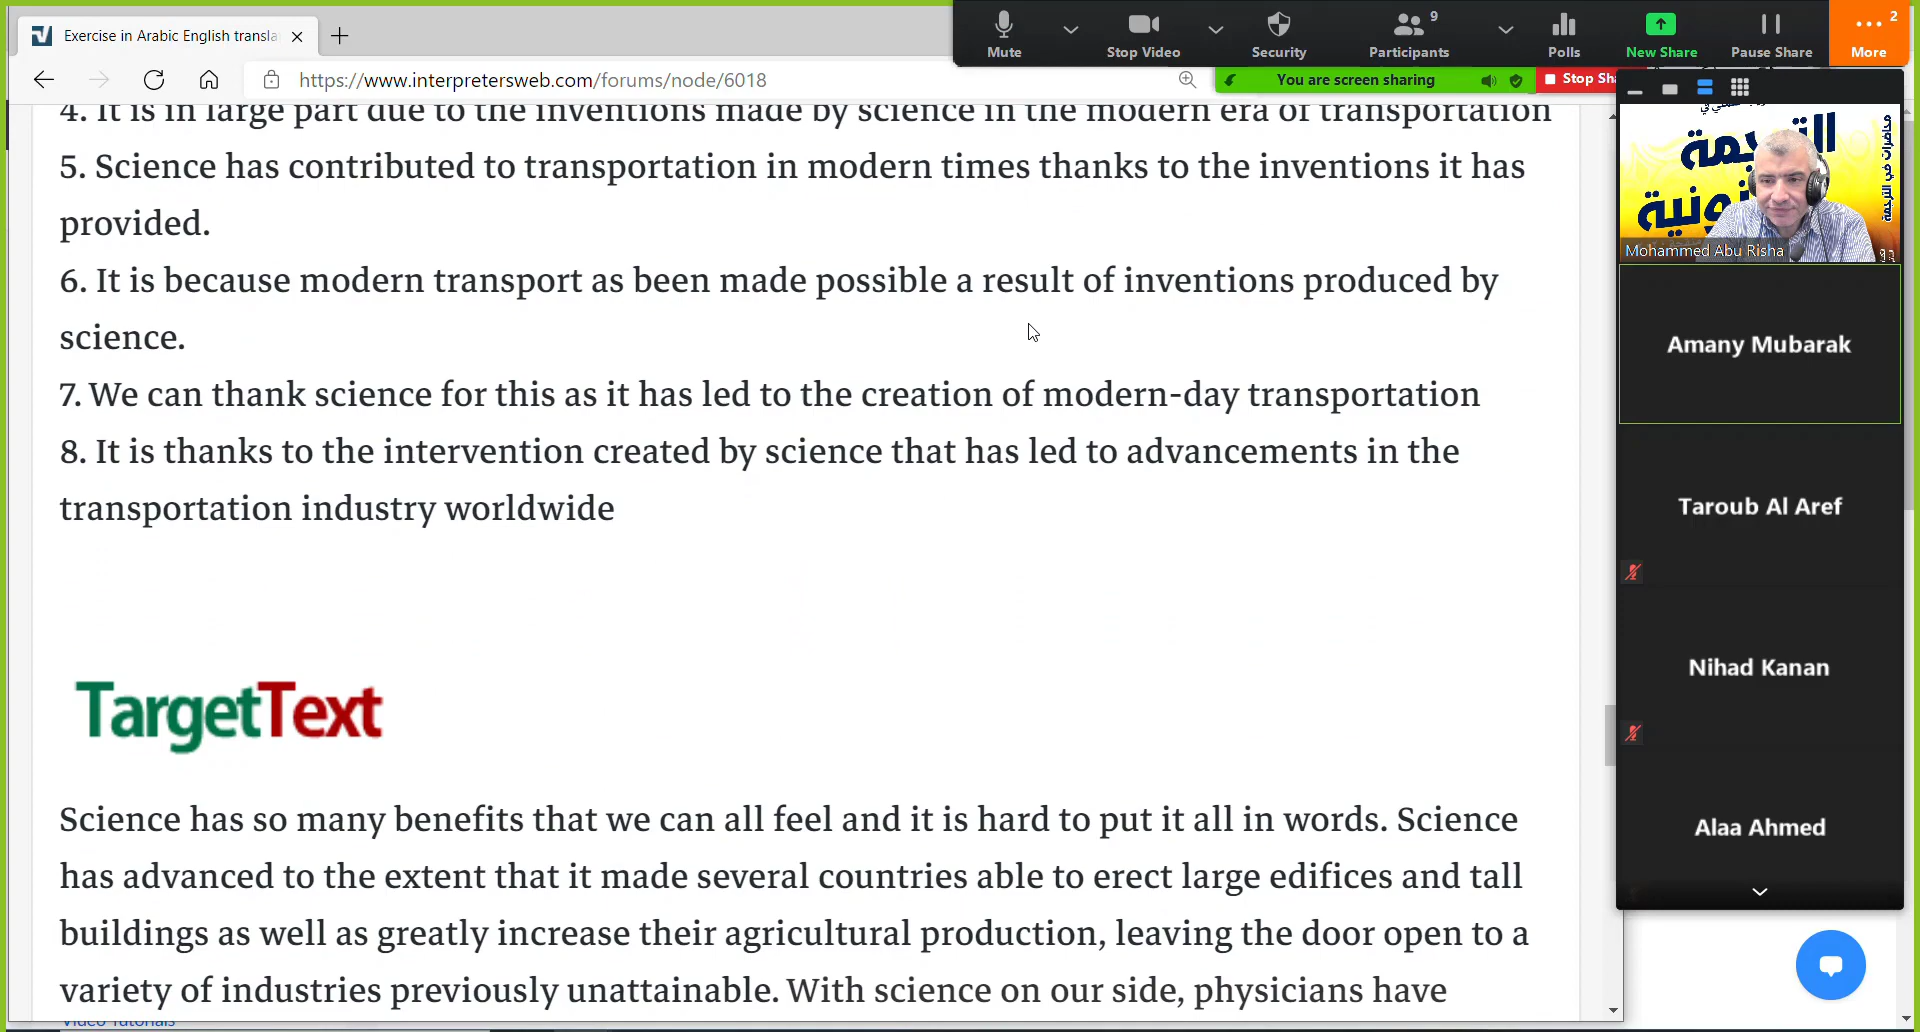 Exercise in Arabic English transla
Mute
Stop Video
Security
9
Participants
Polls
New Share
Pause Share
2
More
https://www.interpretersweb.com/forums/node/6018
You are screen sharing
Stop Sha
4. It is in large part due to the inventions made by science in the modern era of transportation
5. Science has contributed to transportation in modern times thanks to the inventions it has
provided.
6. It is because modern transport as been made possible a result of inventions produced by
science.
7. We can thank science for this as it has led to the creation of modern-day transportation
8. It is thanks to the intervention created by science that has led to advancements in the
transportation industry worldwide
TargetText
Science has so many benefits that we can all feel and it is hard to put it all in words. Science
has advanced to the extent that it made several countries able to erect large edifices and tall
buildings as well as greatly increase their agricultural production, leaving the door open to a
variety of industries previously unattainable. With science on our side, physicians have
Video Tutorials
محاضرات في الترجمة
Mohammed Abu Risha
Amany Mubarak
Taroub Al Aref
Nihad Kanan
Alaa Ahmed